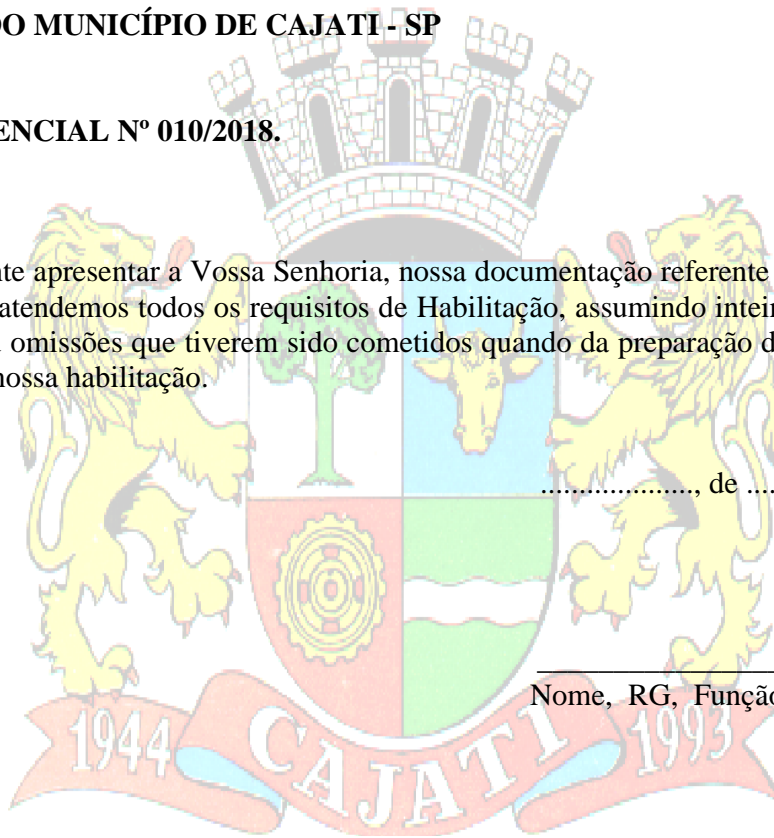 DO MUNICÍPIO DE CAJATI - SP
ENCIAL Nº 010/2018.
nte apresentar a Vossa Senhoria, nossa documentação referente
atendemos todos os requisitos de Habilitação, assumindo intei
omissões que tiverem sido cometidos quando da preparação d
nossa habilitação.
...................., de ....
Nome, RG, Função
1944 CAJATI 1993